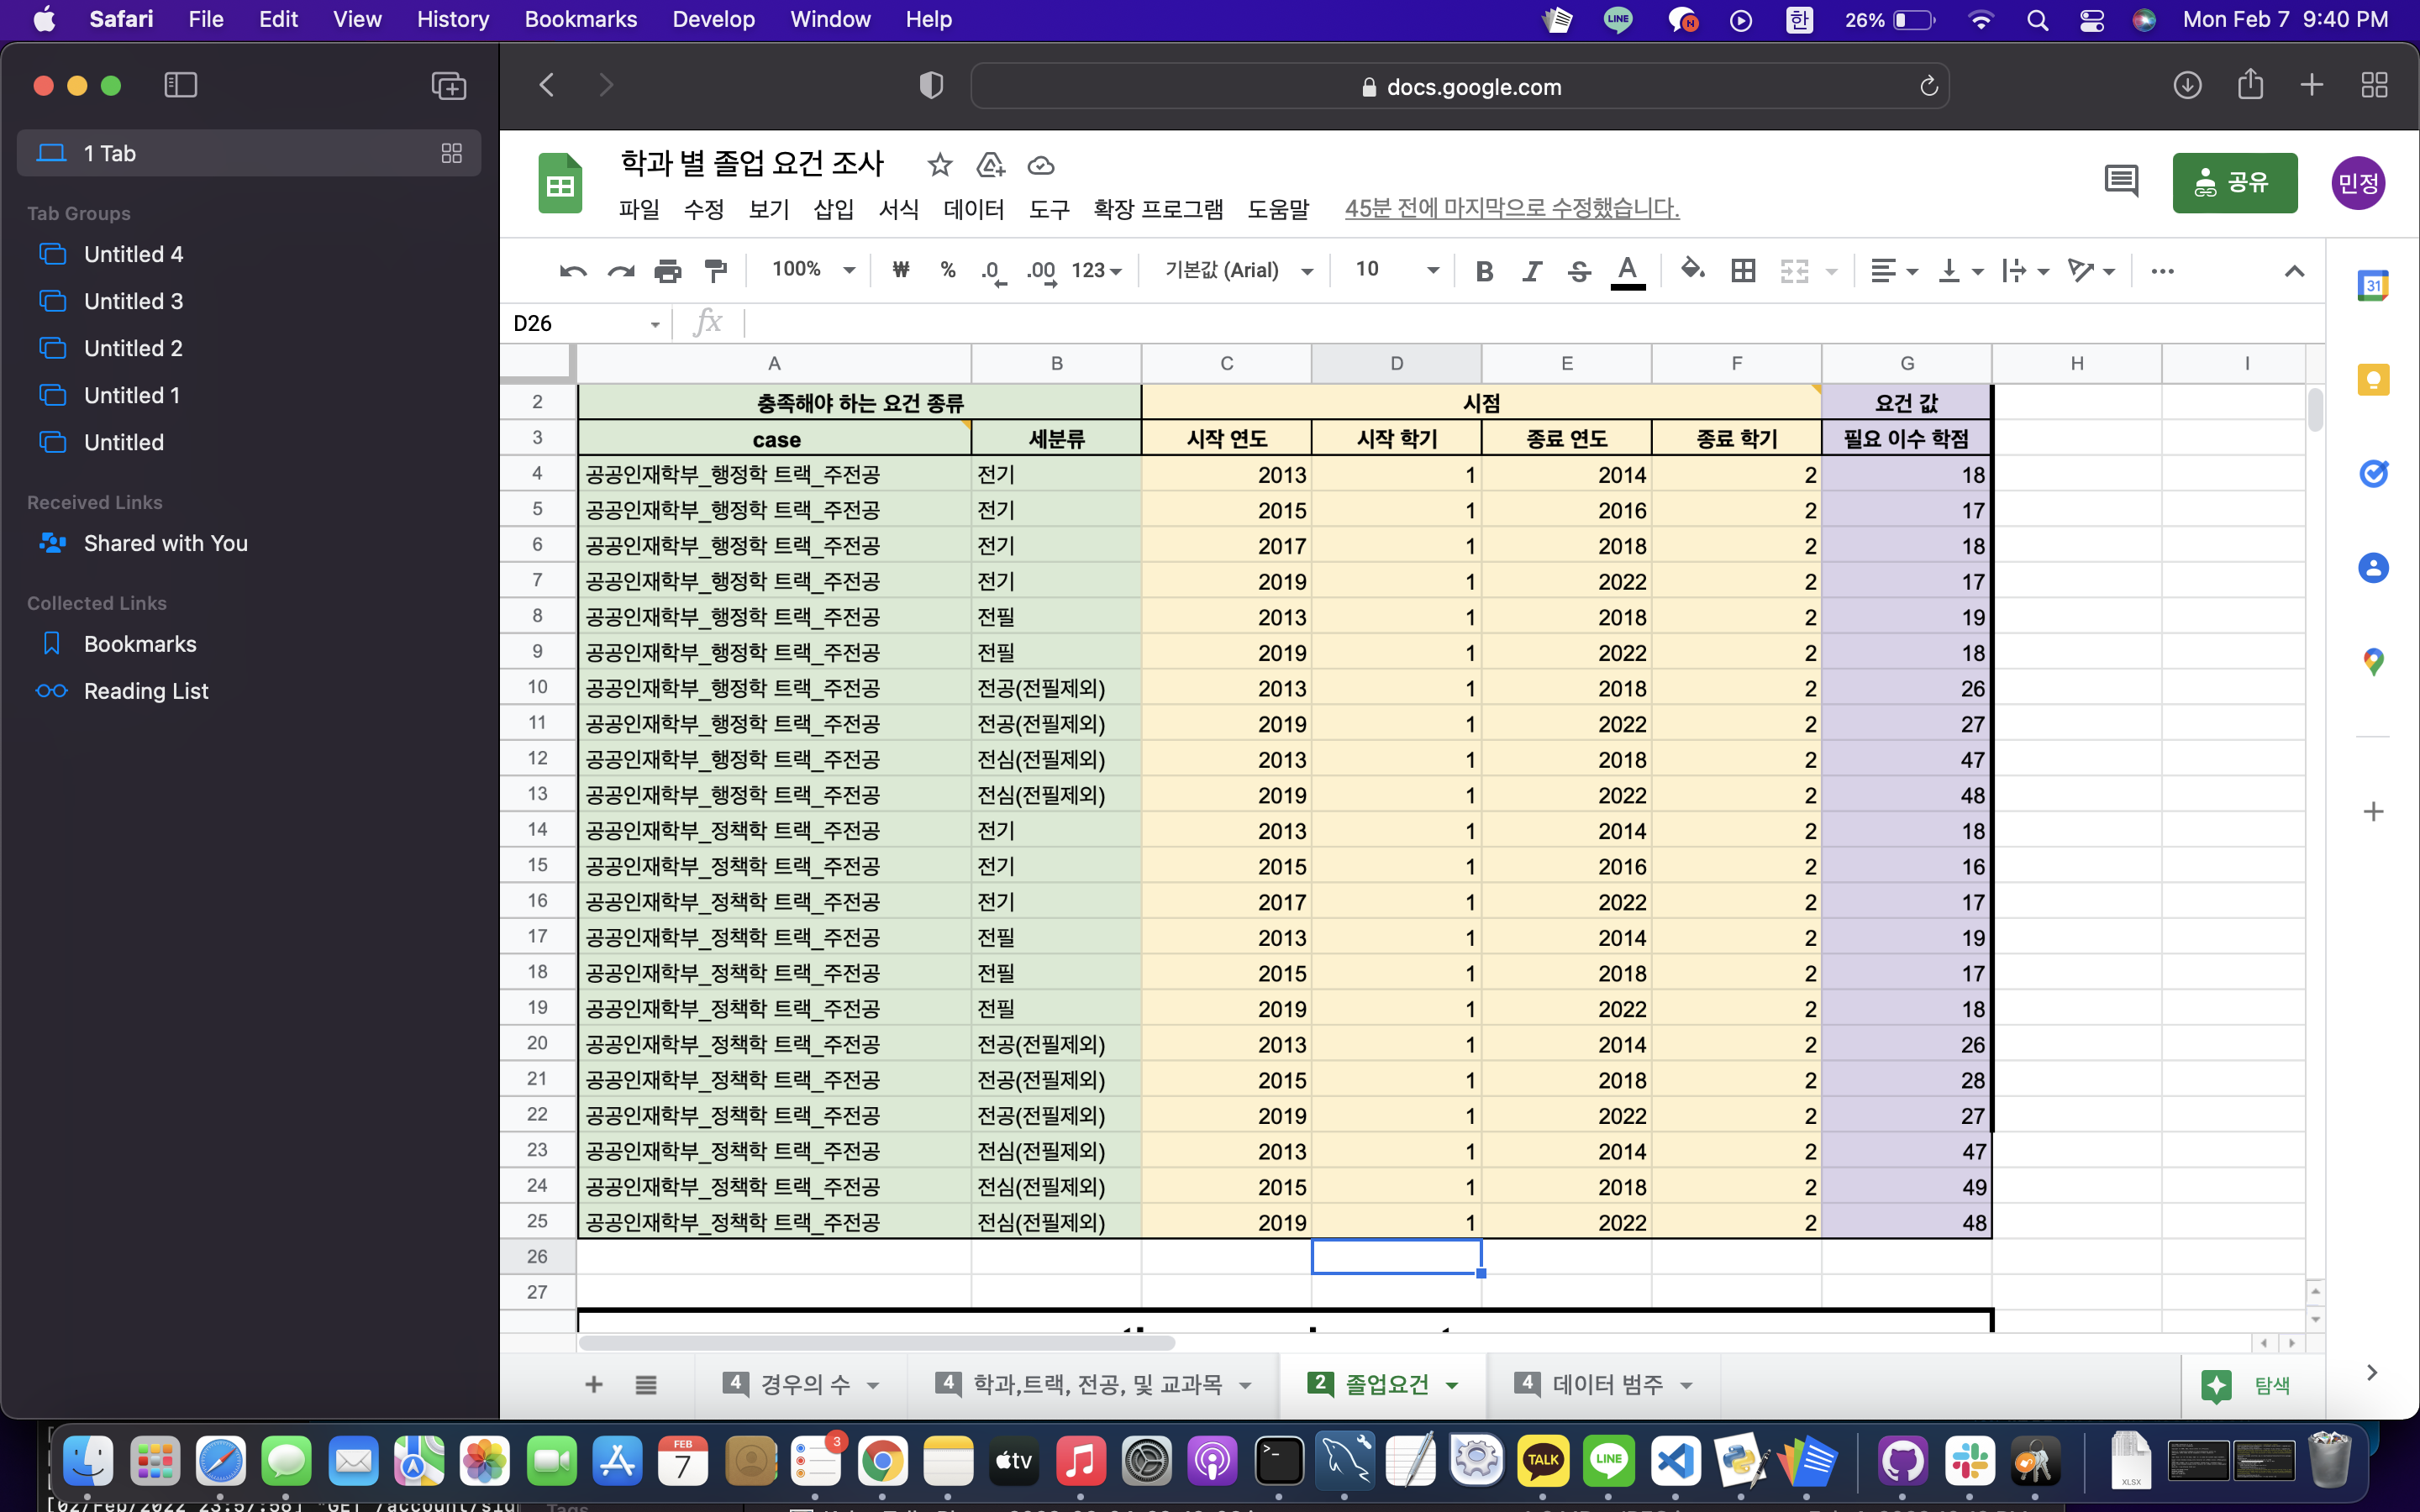 Safari File Edit View History Bookmarks Develop Window Help LINE N 한 26% Mon Feb 7 9:40 PM
docs.google.com
1 Tab
Tab Groups
Untitled 4
Untitled 3
Untitled 2
Untitled 1
Untitled
Received Links
Shared with You
Collected Links
Bookmarks
Reading List
학과 별 졸업 요건 조사
공유
민정
파일 수정 보기 삽입 서식 데이터 도구 확장 프로그램 도움말 45분 전에 마지막으로 수정했습니다.
100% ₩ % .0 .00 123 기본값 (Arial) 10 B I S A
31
D26 fx
A B C D E F G H I
2 충족해야 하는 요건 종류 시점 요건 값
3 case 세분류 시작 연도 시작 학기 종료 연도 종료 학기 필요 이수 학점
4 공공인재학부_행정학 트랙_주전공 전기 2013 1 2014 2 18
5 공공인재학부_행정학 트랙_주전공 전기 2015 1 2016 2 17
6 공공인재학부_행정학 트랙_주전공 전기 2017 1 2018 2 18
7 공공인재학부_행정학 트랙_주전공 전기 2019 1 2022 2 17
8 공공인재학부_행정학 트랙_주전공 전필 2013 1 2018 2 19
9 공공인재학부_행정학 트랙_주전공 전필 2019 1 2022 2 18
10 공공인재학부_행정학 트랙_주전공 전공(전필제외) 2013 1 2018 2 26
11 공공인재학부_행정학 트랙_주전공 전공(전필제외) 2019 1 2022 2 27
12 공공인재학부_행정학 트랙_주전공 전심(전필제외) 2013 1 2018 2 47
13 공공인재학부_행정학 트랙_주전공 전심(전필제외) 2019 1 2022 2 48
14 공공인재학부_정책학 트랙_주전공 전기 2013 1 2014 2 18
15 공공인재학부_정책학 트랙_주전공 전기 2015 1 2016 2 16
16 공공인재학부_정책학 트랙_주전공 전기 2017 1 2022 2 17
17 공공인재학부_정책학 트랙_주전공 전필 2013 1 2014 2 19
18 공공인재학부_정책학 트랙_주전공 전필 2015 1 2018 2 17
19 공공인재학부_정책학 트랙_주전공 전필 2019 1 2022 2 18
20 공공인재학부_정책학 트랙_주전공 전공(전필제외) 2013 1 2014 2 26
21 공공인재학부_정책학 트랙_주전공 전공(전필제외) 2015 1 2018 2 28
22 공공인재학부_정책학 트랙_주전공 전공(전필제외) 2019 1 2022 2 27
23 공공인재학부_정책학 트랙_주전공 전심(전필제외) 2013 1 2014 2 47
24 공공인재학부_정책학 트랙_주전공 전심(전필제외) 2015 1 2018 2 49
25 공공인재학부_정책학 트랙_주전공 전심(전필제외) 2019 1 2022 2 48
26
27
4 경우의 수 4 학과,트랙, 전공, 및 교과목 2 졸업요건 4 데이터 범주 탐색
FEB 7 3 tv TALK LINE XLSX
[02/Feb/2022 23:57:56] "GET /account/sig Tags